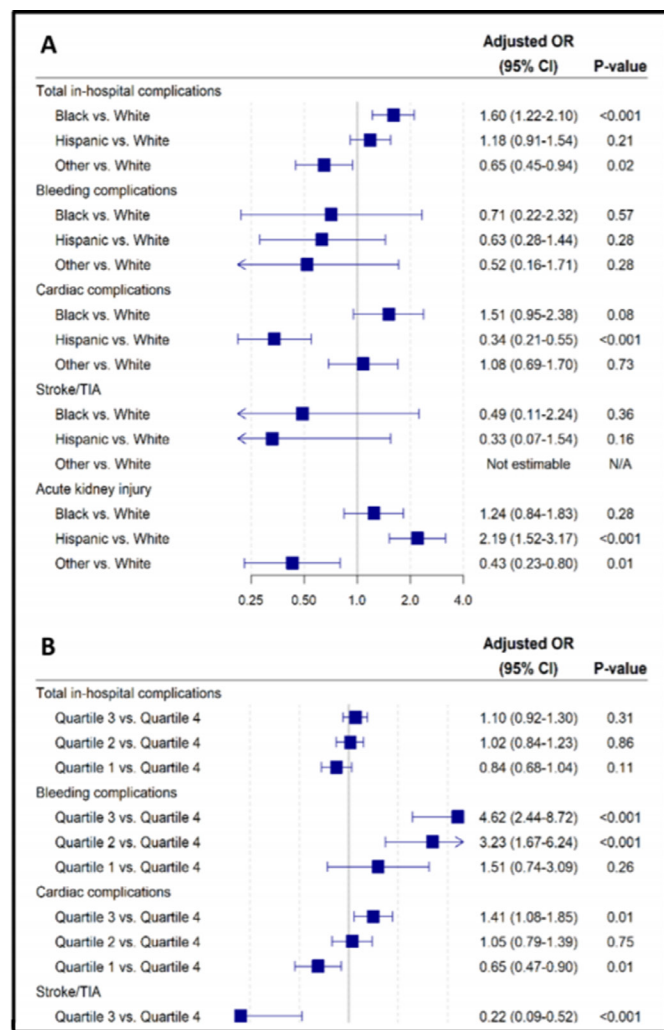 A
Adjusted OR
(95% CI) P-value
Total in-hospital complications
Black vs. White 1.60 (1.22-2.10) <0.001
Hispanic vs. White 1.18 (0.91-1.54) 0.21
Other vs. White 0.65 (0.45-0.94) 0.02
Bleeding complications
Black vs. White 0.71 (0.22-2.32) 0.57
Hispanic vs. White 0.63 (0.28-1.44) 0.28
Other vs. White 0.52 (0.16-1.71) 0.28
Cardiac complications
Black vs. White 1.51 (0.95-2.38) 0.08
Hispanic vs. White 0.34 (0.21-0.55) <0.001
Other vs. White 1.08 (0.69-1.70) 0.73
Stroke/TIA
Black vs. White 0.49 (0.11-2.24) 0.36
Hispanic vs. White 0.33 (0.07-1.54) 0.16
Other vs. White Not estimable N/A
Acute kidney injury
Black vs. White 1.24 (0.84-1.83) 0.28
Hispanic vs. White 2.19 (1.52-3.17) <0.001
Other vs. White 0.43 (0.23-0.80) 0.01
0.25 0.50 1.0 2.0 4.0
B
Adjusted OR
(95% CI) P-value
Total in-hospital complications
Quartile 3 vs. Quartile 4 1.10 (0.92-1.30) 0.31
Quartile 2 vs. Quartile 4 1.02 (0.84-1.23) 0.86
Quartile 1 vs. Quartile 4 0.84 (0.68-1.04) 0.11
Bleeding complications
Quartile 3 vs. Quartile 4 4.62 (2.44-8.72) <0.001
Quartile 2 vs. Quartile 4 3.23 (1.67-6.24) <0.001
Quartile 1 vs. Quartile 4 1.51 (0.74-3.09) 0.26
Cardiac complications
Quartile 3 vs. Quartile 4 1.41 (1.08-1.85) 0.01
Quartile 2 vs. Quartile 4 1.05 (0.79-1.39) 0.75
Quartile 1 vs. Quartile 4 0.65 (0.47-0.90) 0.01
Stroke/TIA
Quartile 3 vs. Quartile 4 0.22 (0.09-0.52) <0.001